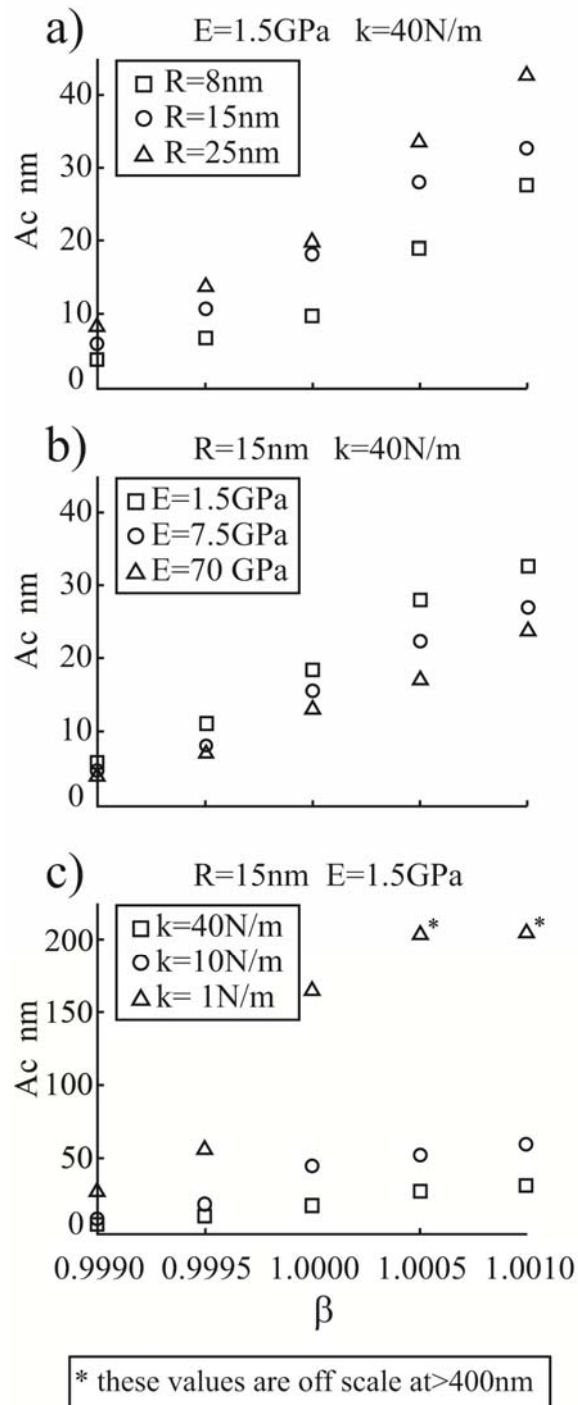 a)
E=1.5GPa k=40N/m
R=8nm
R=15nm
R=25nm
Ac nm
40
30
20
10
0
b)
R=15nm k=40N/m
E=1.5GPa
E=7.5GPa
E=70 GPa
Ac nm
40
30
20
10
0
c)
R=15nm E=1.5GPa
k=40N/m
k=10N/m
k= 1N/m
* *
Ac nm
200
150
100
50
0
0.9990 0.9995 1.0000 1.0005 1.0010
β
* these values are off scale at>400nm